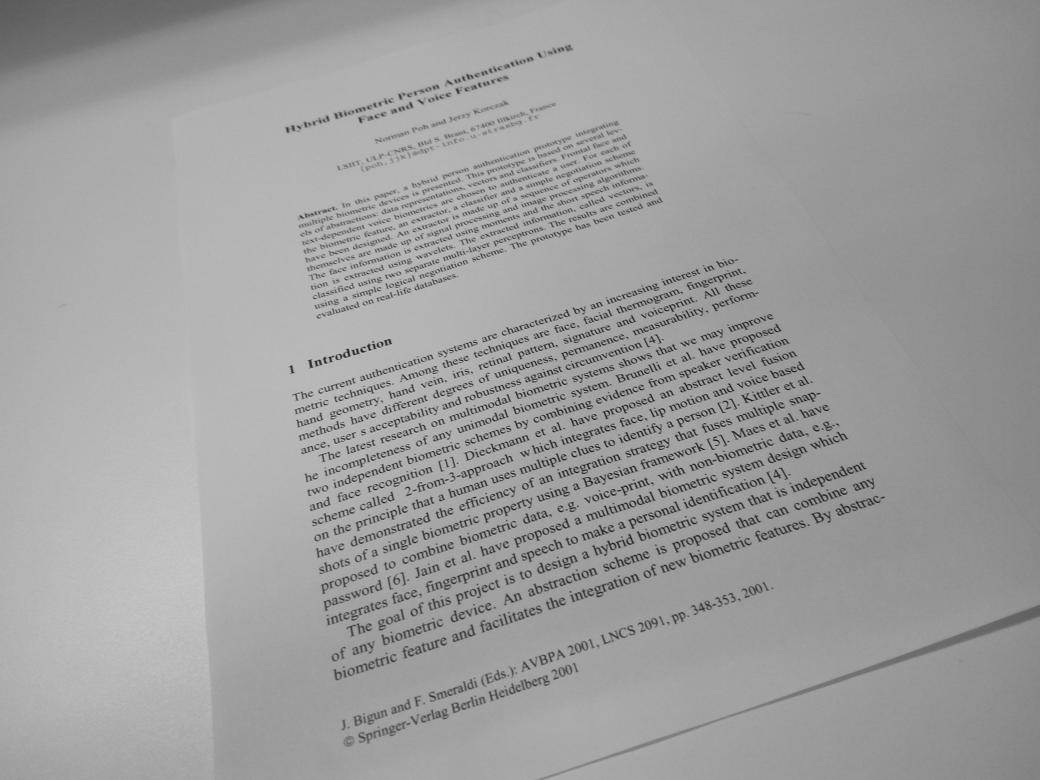 Hybrid Biometric Person Authentication Using
Face and Voice Features
Norman Poh and Jerzy Korczak
LSIIT, ULP-CNRS, Bld S. Brant, 67400 Illkirch, France
{poh,jjk}@dpt-info.u-strasbg.fr
Abstract. In this paper, a hybrid person authentication prototype integrating
multiple biometric devices is presented. This prototype is based on several lev-
els of abstractions: data representations, vectors and classifiers. Frontal face and
text-dependent voice biometrics are chosen to authenticate a user. For each of
the biometric feature, an extractor, a classifier and a simple negotiation scheme
have been designed. An extractor is made up of a sequence of operators which
themselves are made up of signal processing and image processing algorithms.
The face information is extracted using moments and the short speech informa-
tion is extracted using wavelets. The extracted information, called vectors, is
classified using two separate multi-layer perceptrons. The results are combined
using a simple logical negotiation scheme. The prototype has been tested and
evaluated on real-life databases.
1 Introduction
The current authentication systems are characterized by an increasing interest in bio-
metric techniques. Among these techniques are face, facial thermogram, fingerprint,
hand geometry, hand vein, iris, retinal pattern, signature and voiceprint. All these
methods have different degrees of uniqueness, permanence, measurability, perform-
ance, user s acceptability and robustness against circumvention [4].
The latest research on multimodal biometric systems shows that we may improve
he incompleteness of any unimodal biometric system. Brunelli et al. have proposed
two independent biometric schemes by combining evidence from speaker verification
and face recognition [1]. Dieckmann et al. have proposed an abstract level fusion
scheme called 2-from-3-approach which integrates face, lip motion and voice based
on the principle that a human uses multiple clues to identify a person [2]. Kittler et al.
have demonstrated the efficiency of an integration strategy that fuses multiple snap-
shots of a single biometric property using a Bayesian framework [5]. Maes et al. have
proposed to combine biometric data, e.g. voice-print, with non-biometric data, e.g.,
password [6]. Jain et al. have proposed a multimodal biometric system design which
integrates face, fingerprint and speech to make a personal identification [4].
The goal of this project is to design a hybrid biometric system that is independent
of any biometric device. An abstraction scheme is proposed that can combine any
biometric feature and facilitates the integration of new biometric features. By abstrac-
J. Bigun and F. Smeraldi (Eds.): AVBPA 2001, LNCS 2091, pp. 348-353, 2001.
© Springer-Verlag Berlin Heidelberg 2001